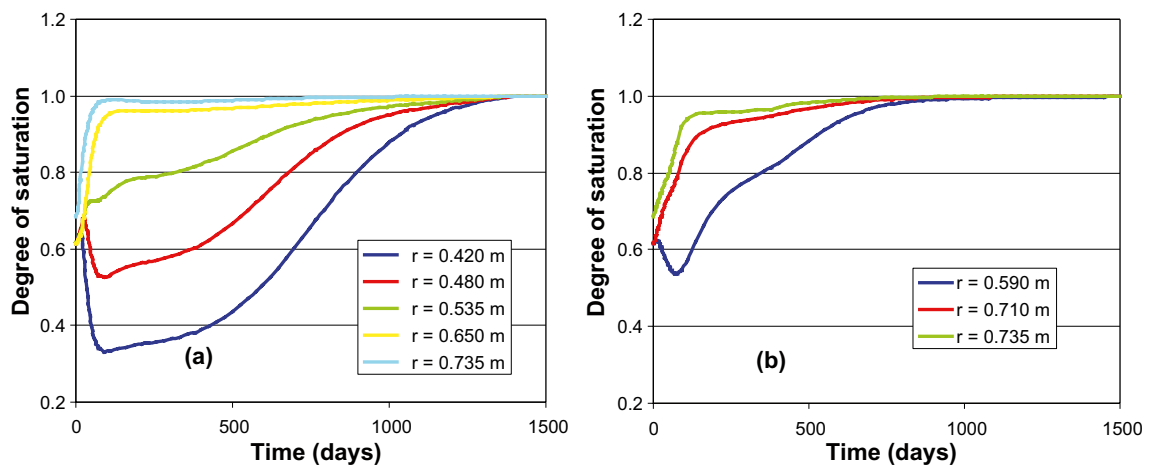 Degree of saturation
1.2
1.0
0.8
0.6
0.4
0.2
0
500
1000
1500
Time (days)
(a)
r = 0.420 m
r = 0.480 m
r = 0.535 m
r = 0.650 m
r = 0.735 m
Degree of saturation
1.2
1.0
0.8
0.6
0.4
0.2
0
500
1000
1500
Time (days)
(b)
r = 0.590 m
r = 0.710 m
r = 0.735 m